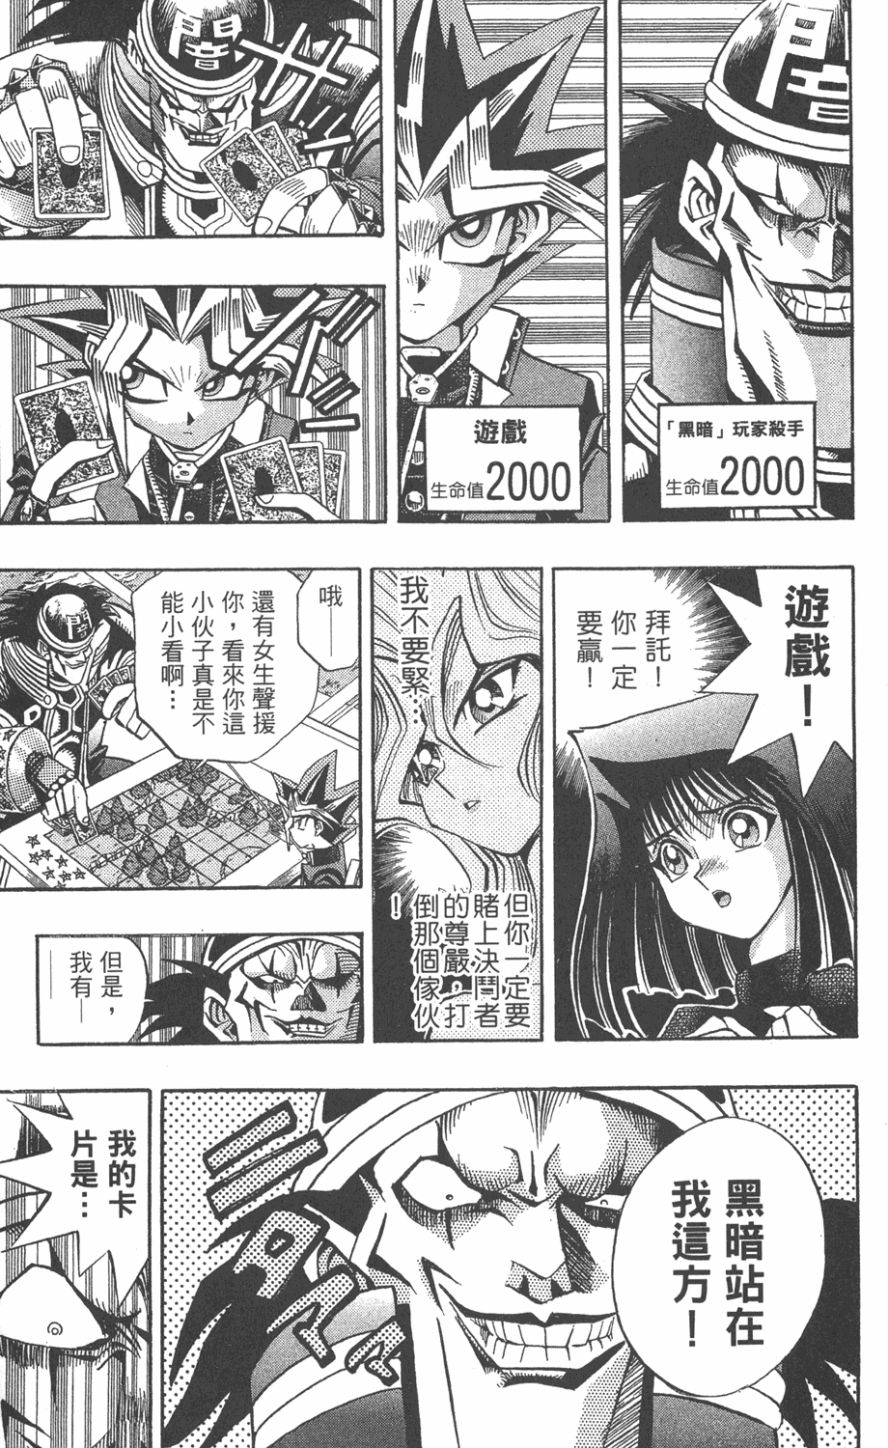 闇
「黑暗」玩家殺手
生命值2000
遊戲
生命值2000
闇
遊戲！
拜託！
你一定
要贏！
我不要緊…
但你一定要
賭上決鬥者
的尊嚴，打
倒那個傢伙
！
哦──
還有女生聲援
你，看來你這
小伙子真是不
能小看啊…
闇
但是，
我有──
黑暗站在
我這方！
我的卡
片是…